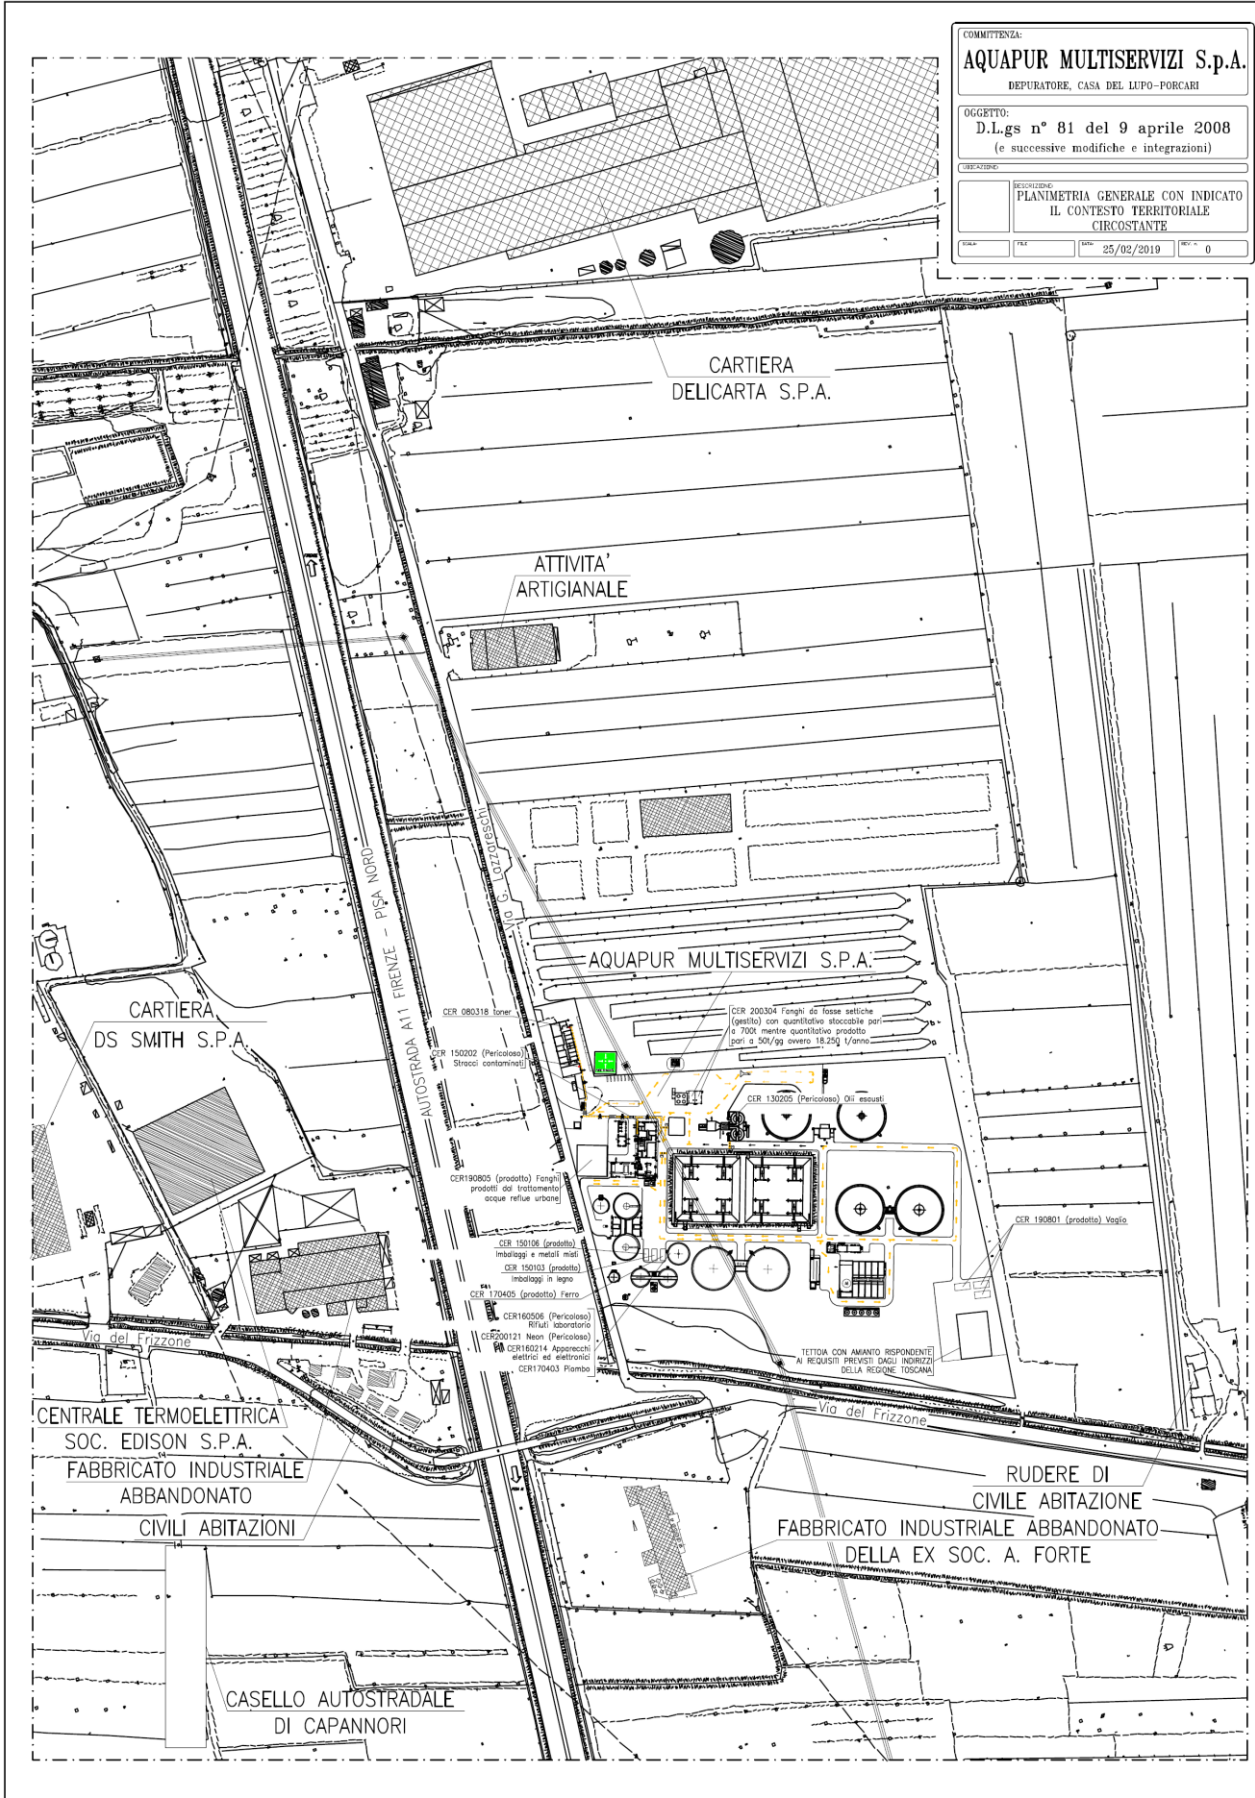 COMMITTENZA:
AQUAPUR MULTISERVIZI S.p.A.
DEPURATORE, CASA DEL LUPO-PORCARI
OGGETTO:
D.L.gs n° 81 del 9 aprile 2008
(e successive modifiche e integrazioni)
UBICAZIONE:
DESCRIZIONE:
PLANIMETRIA GENERALE CON INDICATO
IL CONTESTO TERRITORIALE
CIRCOSTANTE
SCALA:
FILE
DATA:
25/02/2019
REV. n.
0
CARTIERA
DELICARTA S.P.A.
ATTIVITA'
ARTIGIANALE
Via G. Lazzareschi
AUTOSTRADA A11 FIRENZE - PISA NORD
AQUAPUR MULTISERVIZI S.P.A.
CARTIERA
DS SMITH S.P.A.
CER 080318 toner
CER 200304 Fanghi da fosse settiche
(gestito) con quantitativo stoccabile pari
a 700t mentre quantitativo prodotto
pari a 50t/gg ovvero 18.250 t/anno
CER 150202 (Pericoloso)
Stracci contaminati
CER 130205 (Pericoloso) Olii esausti
CER190805 (prodotto) Fanghi
prodotti dal trattamento
acque reflue urbane
CER 190801 (prodotto) Vaglio
CER 150106 (prodotto)
Imballaggi e metalli misti
CER 150103 (prodotto)
Imballaggi in legno
CER 170405 (prodotto) Ferro
CER160506 (Pericoloso)
Rifiuti laboratorio
CER200121 Neon (Pericoloso)
CER160214 Apparecchi
elettrici ed elettronici
CER170403 Piombo
TETTOIA CON AMIANTO RISPONDENTE
AI REQUISITI PREVISTI DAGLI INDIRIZZI
DELLA REGIONE TOSCANA
Via del Frizzone
Via del Frizzone
CENTRALE TERMOELETTRICA
SOC. EDISON S.P.A.
FABBRICATO INDUSTRIALE
ABBANDONATO
CIVILI ABITAZIONI
RUDERE DI
CIVILE ABITAZIONE
FABBRICATO INDUSTRIALE ABBANDONATO
DELLA EX SOC. A. FORTE
CASELLO AUTOSTRADALE
DI CAPANNORI